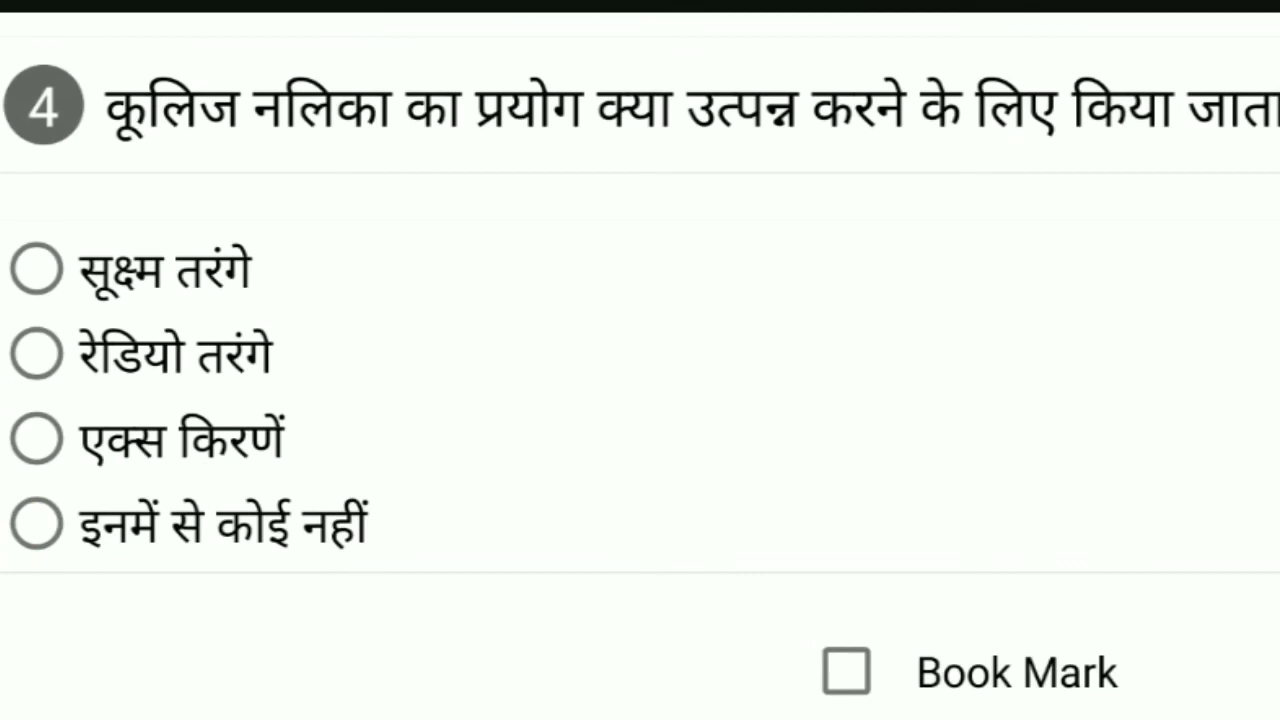 4 कूलिज नलिका का प्रयोग क्या उत्पन्न करने के लिए किया जाता
सूक्ष्म तरंगे
रेडियो तरंगे
एक्स किरणें
इनमें से कोई नहीं
Book Mark